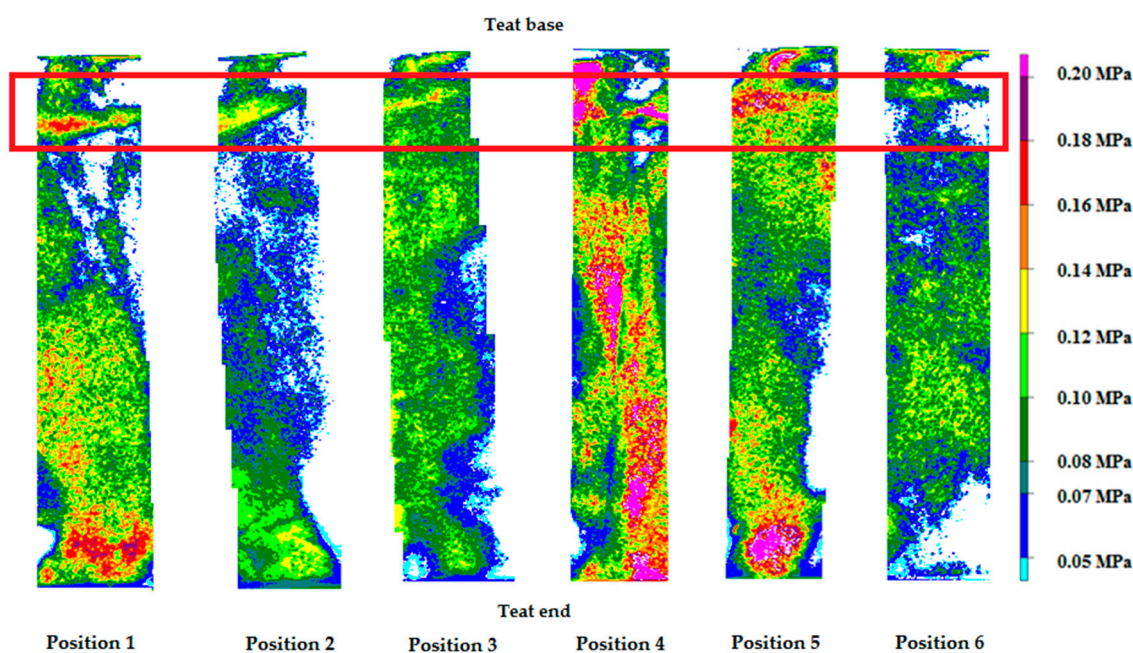 Teat base
0.20 MPa
0.18 MPa
0.16 MPa
0.14 MPa
0.12 MPa
0.10 MPa
0.08 MPa
0.07 MPa
0.05 MPa
Teat end
Position 1 Position 2 Position 3 Position 4 Position 5 Position 6